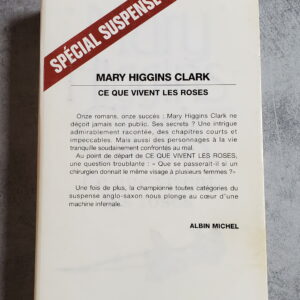 SPÉCIAL SUSPENSE
MARY HIGGINS CLARK
CE QUE VIVENT LES ROSES
Onze romans, onze succès : Mary Higgins Clark ne
déçoit jamais son public. Ses secrets ? Une intrigue
admirablement racontée, des chapitres courts et
impeccables. Mais aussi des personnages à la vie
tranquille soudainement confrontés au mal.
Au point de départ de CE QUE VIVENT LES ROSES,
une question troublante : « Que se passerait-il si un
chirurgien donnait le même visage à plusieurs femmes ?»
Une fois de plus, la championne toutes catégories du
suspense anglo-saxon nous plonge au cœur d'une
machine infernale.
ALBIN MICHEL